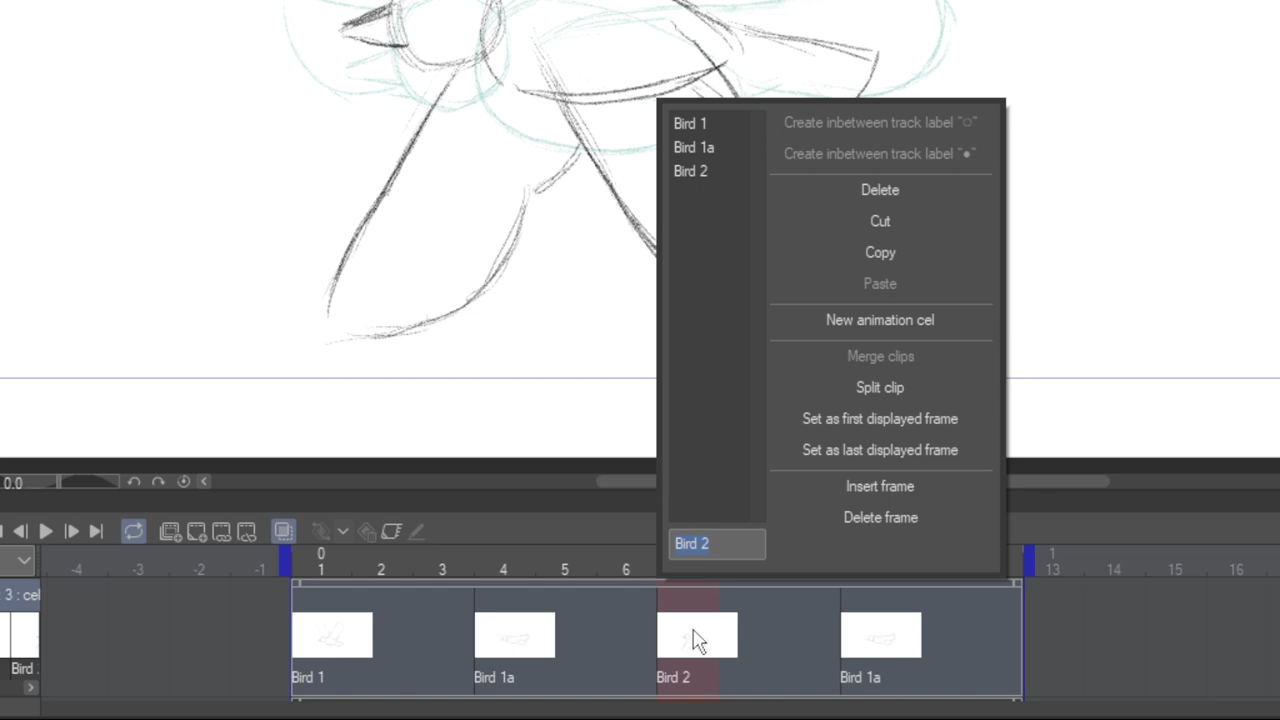 Bird 1
Bird 1a
Bird 2
Create inbetween track label "○"
Create inbetween track label "●"
Delete
Cut
Copy
Paste
New animation cel
Merge clips
Split clip
Set as first displayed frame
Set as last displayed frame
Insert frame
Delete frame
Bird 2
0.0
0 1
-4 -3 -2 -1 1 2 3 4 5 6 13 14 15 16
3 : cel
Bird
Bird 1 Bird 1a Bird 2 Bird 1a